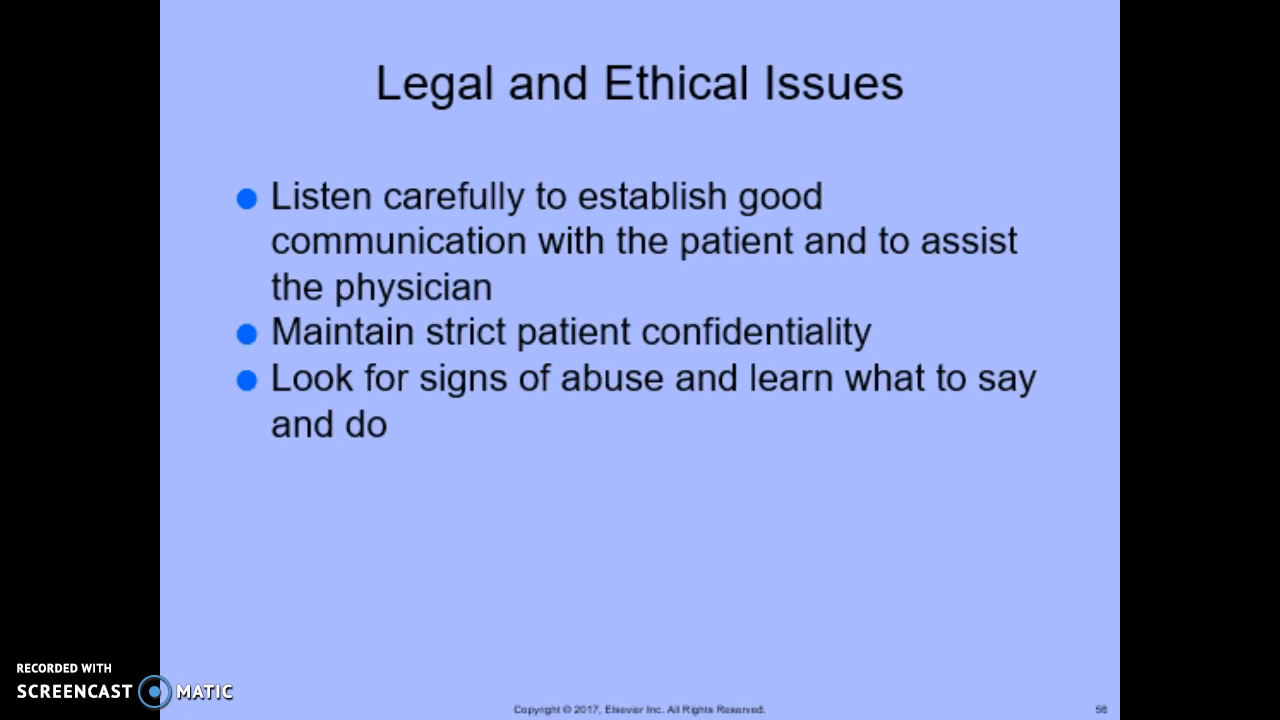 Legal and Ethical Issues
Listen carefully to establish good
communication with the patient and to assist
the physician
Maintain strict patient confidentiality
Look for signs of abuse and learn what to say
and do
RECORDED WITH
SCREENCAST MATIC
Copyright © 2017, Elsevier Inc. All Rights Reserved.
56